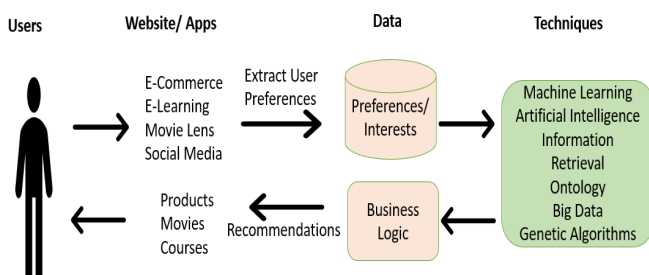 Users
Website/ Apps
Data
Techniques
E-Commerce
E-Learning
Movie Lens
Social Media
Extract User
Preferences
Preferences/
Interests
Machine Learning
Artificial Intelligence
Information
Retrieval
Ontology
Big Data
Genetic Algorithms
Business
Logic
Recommendations
Products
Movies
Courses